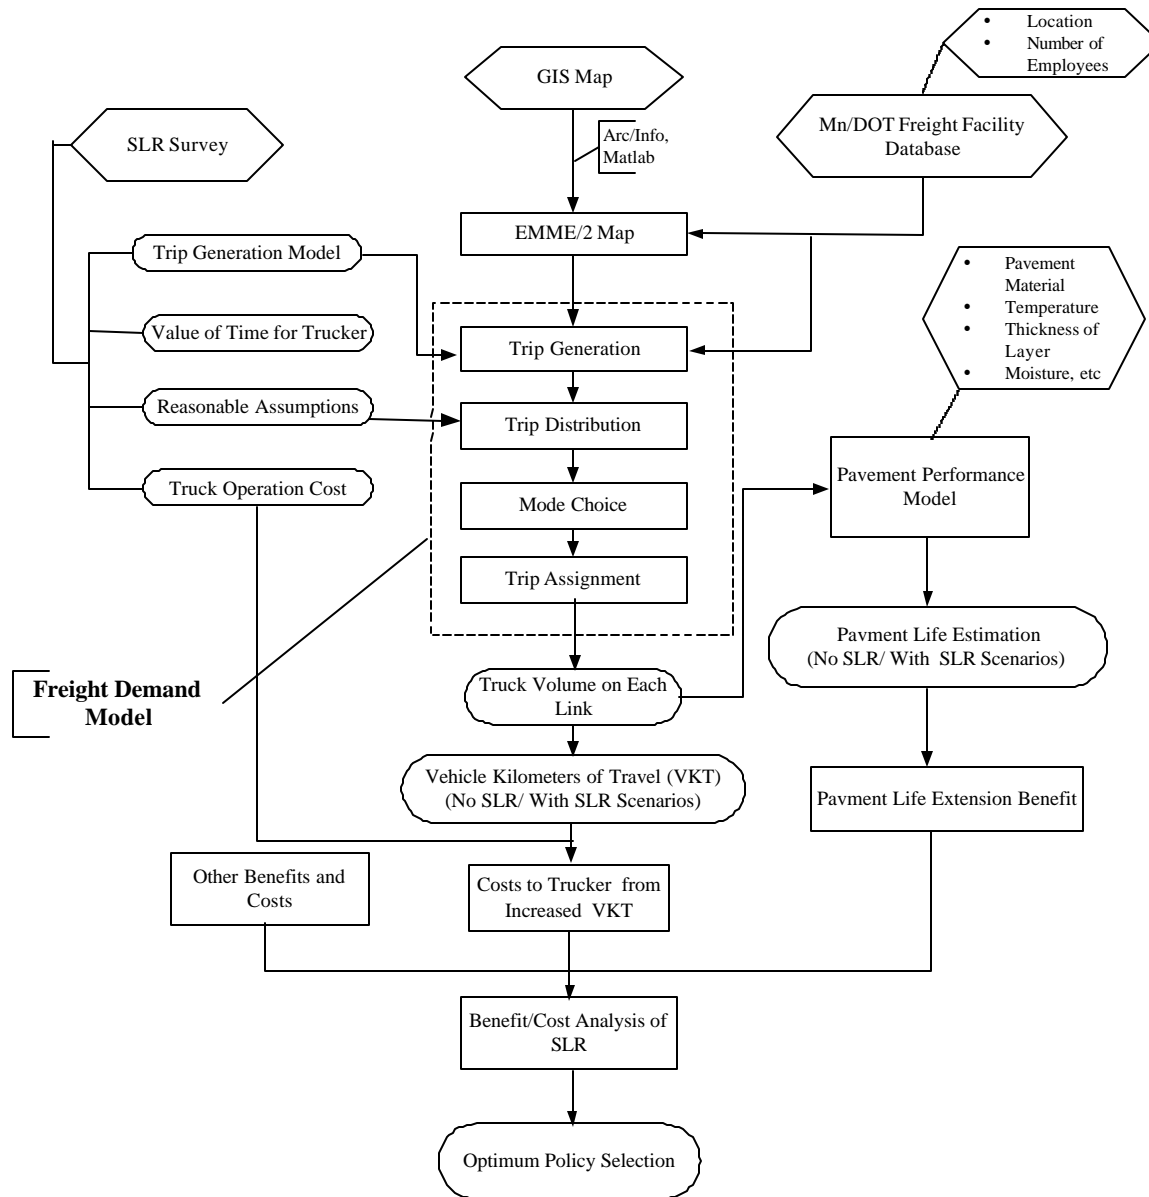 • Location
• Number of
Employees
GIS Map
Arc/Info,
Matlab
SLR Survey
Mn/DOT Freight Facility
Database
EMME/2 Map
Trip Generation Model
• Pavement
Material
• Temperature
• Thickness of
Layer
• Moisture, etc
Value of Time for Trucker
Trip Generation
Reasonable Assumptions
Trip Distribution
Truck Operation Cost
Mode Choice
Pavement Performance
Model
Trip Assignment
Pavment Life Estimation
(No SLR/ With SLR Scenarios)
Freight Demand
Model
Truck Volume on Each
Link
Vehicle Kilometers of Travel (VKT)
(No SLR/ With SLR Scenarios)
Pavment Life Extension Benefit
Other Benefits and
Costs
Costs to Trucker from
Increased VKT
Benefit/Cost Analysis of
SLR
Optimum Policy Selection